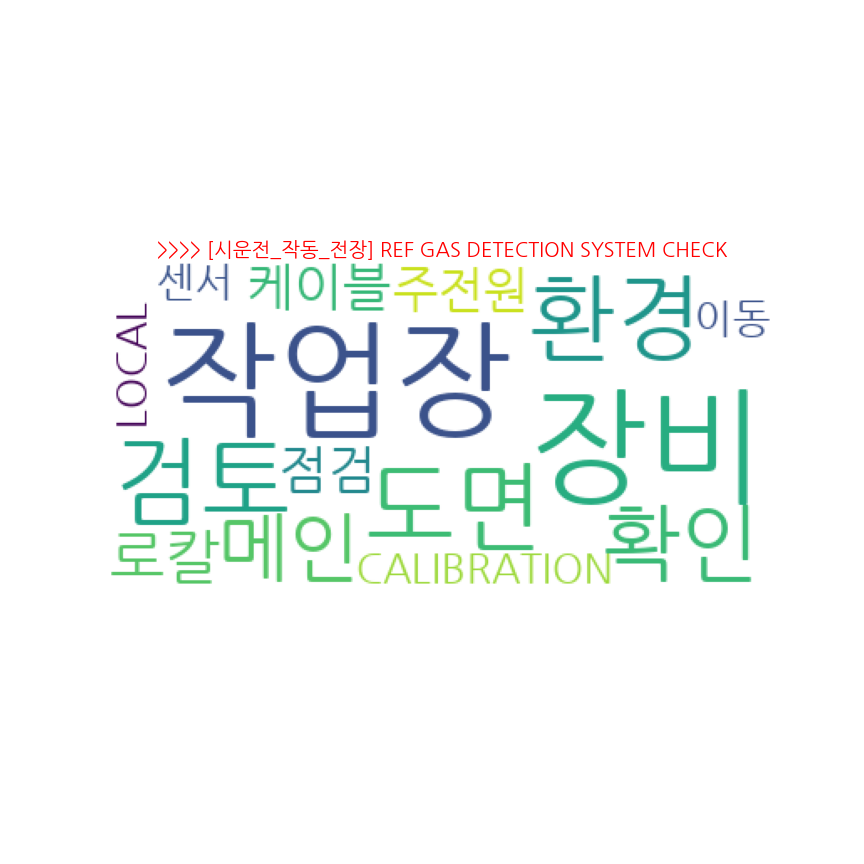 >>>> [시운전_작동_전장] REF GAS DETECTION SYSTEM CHECK
센서
케이블
주전원
환경
이동
LOCAL
작업장
장비
검토
점검
도면
확인
로칼
메인
CALIBRATION